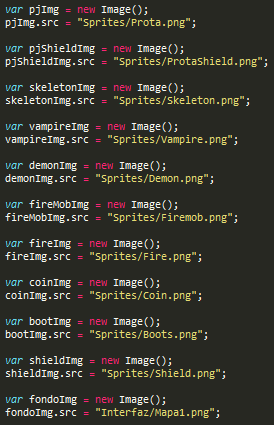 var pjImg = new Image();
pjImg.src = "Sprites/Prota.png";
var pjShieldImg = new Image();
pjShieldImg.src = "Sprites/ProtaShield.png";
var skeletonImg = new Image();
skeletonImg.src = "Sprites/Skeleton.png";
var vampireImg = new Image();
vampireImg.src = "Sprites/Vampire.png";
var demonImg = new Image();
demonImg.src = "Sprites/Demon.png";
var fireMobImg = new Image();
fireMobImg.src = "Sprites/Firemob.png";
var fireImg = new Image();
fireImg.src = "Sprites/Fire.png";
var coinImg = new Image();
coinImg.src = "Sprites/Coin.png";
var bootImg = new Image();
bootImg.src = "Sprites/Boots.png";
var shieldImg = new Image();
shieldImg.src = "Sprites/Shield.png";
var fondoImg = new Image();
fondoImg.src = "Interfaz/Mapa1.png";